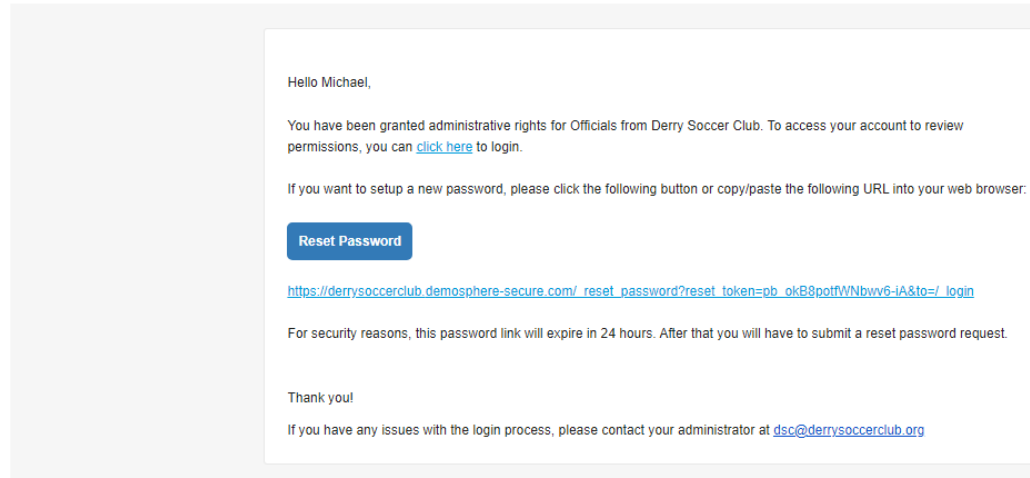 Hello Michael,
You have been granted administrative rights for Officials from Derry Soccer Club. To access your account to review
permissions, you can click here to login.
If you want to setup a new password, please click the following button or copy/paste the following URL into your web browser:
Reset Password
https://derrysoccerclub.demosphere-secure.com/_reset_password?reset_token=pb_okB8potfWNbwv6-iA&to=/_login
For security reasons, this password link will expire in 24 hours. After that you will have to submit a reset password request.
Thank you!
If you have any issues with the login process, please contact your administrator at dsc@derrysoccerclub.org